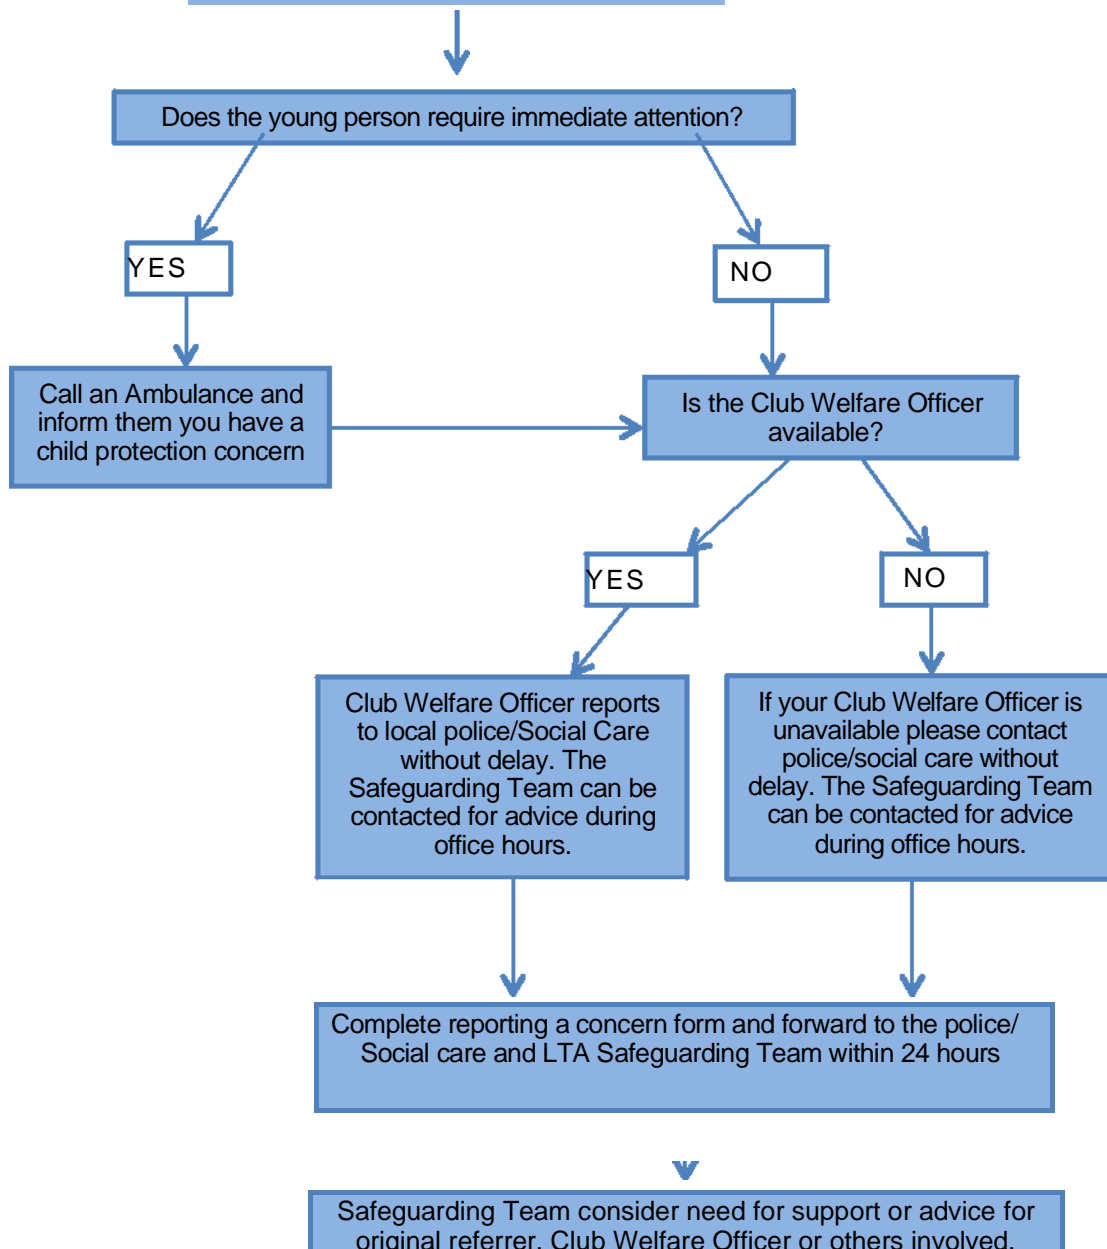 Does the young person require immediate attention?
YES
NO
Call an Ambulance and
inform them you have a
child protection concern
Is the Club Welfare Officer
available?
YES
NO
Club Welfare Officer reports
to local police/Social Care
without delay. The
Safeguarding Team can be
contacted for advice during
office hours.
If your Club Welfare Officer is
unavailable please contact
police/social care without
delay. The Safeguarding Team
can be contacted for advice
during office hours.
Complete reporting a concern form and forward to the police/
Social care and LTA Safeguarding Team within 24 hours
Safeguarding Team consider need for support or advice for
original referrer, Club Welfare Officer or others involved.